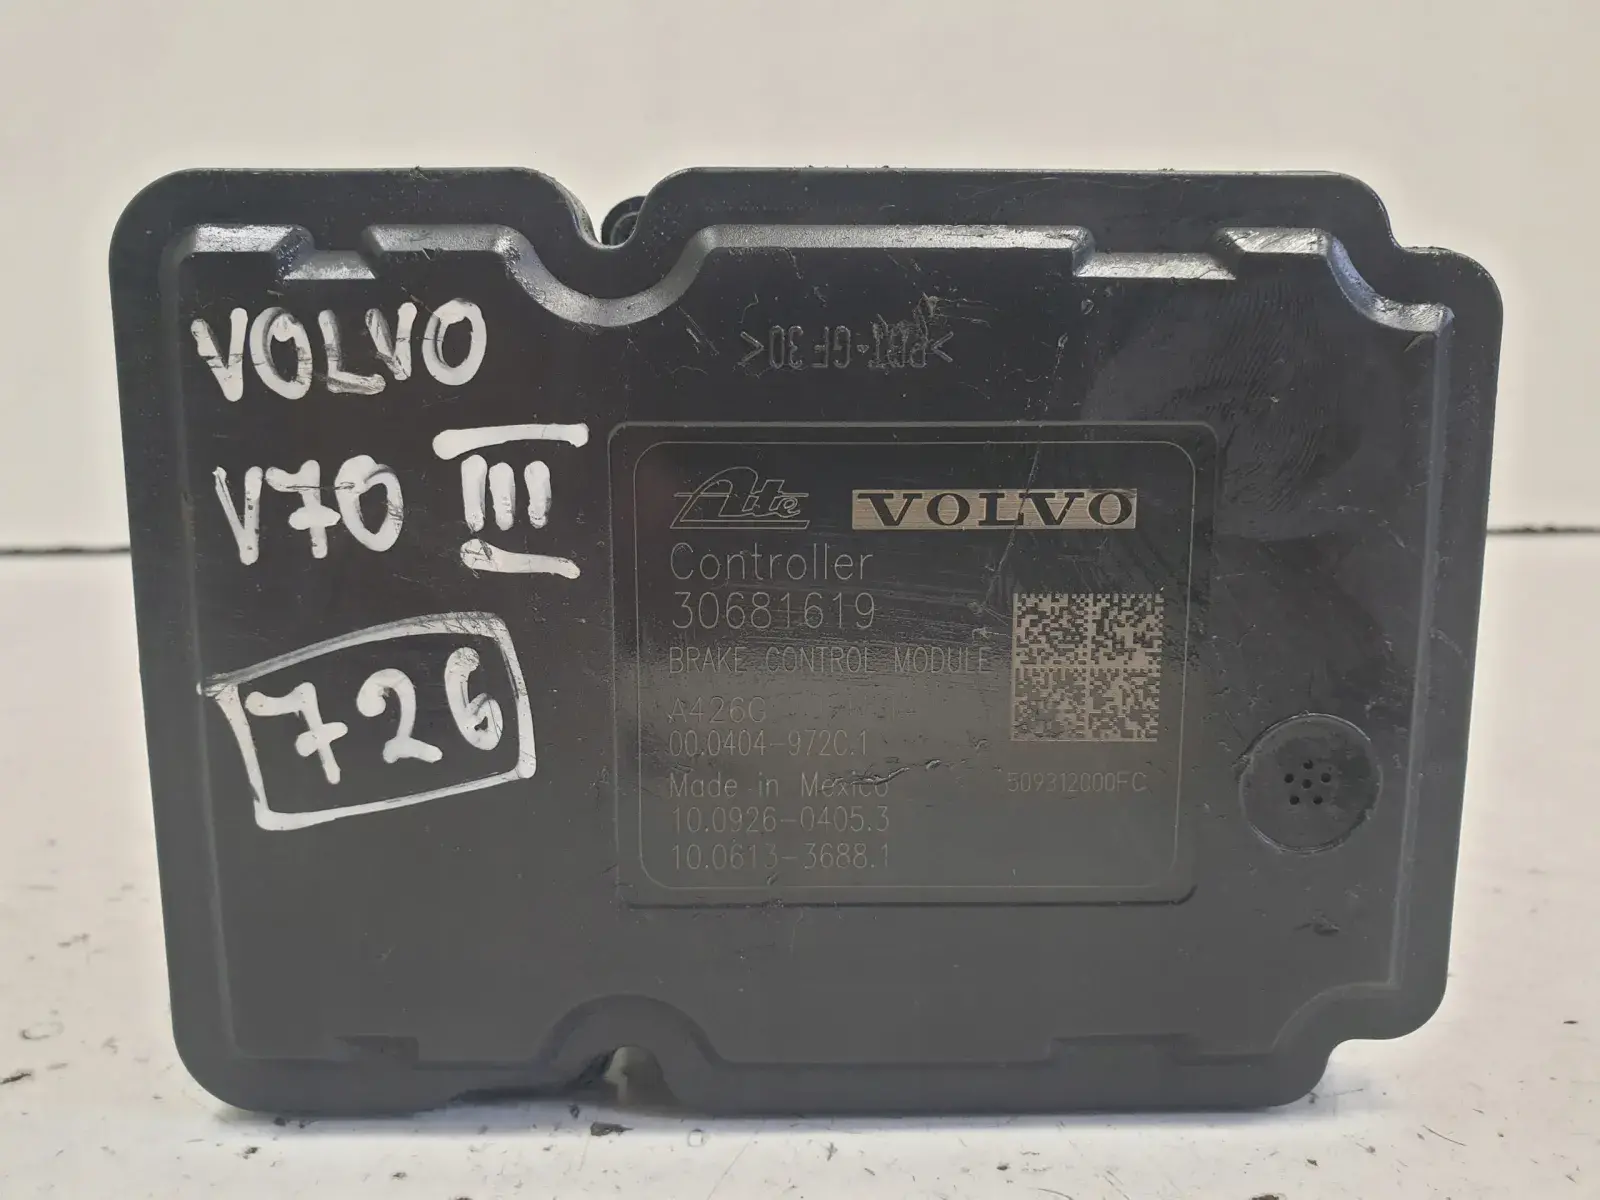 VOLVO
V70 III
726
>PBT-GF30<
Ate VOLVO
Controller
30681619
BRAKE CONTROL MODULE
A426G
00.0404-972C.1
Made in Mexico
509312000FC
10.0926-0405.3
10.0613-3688.1